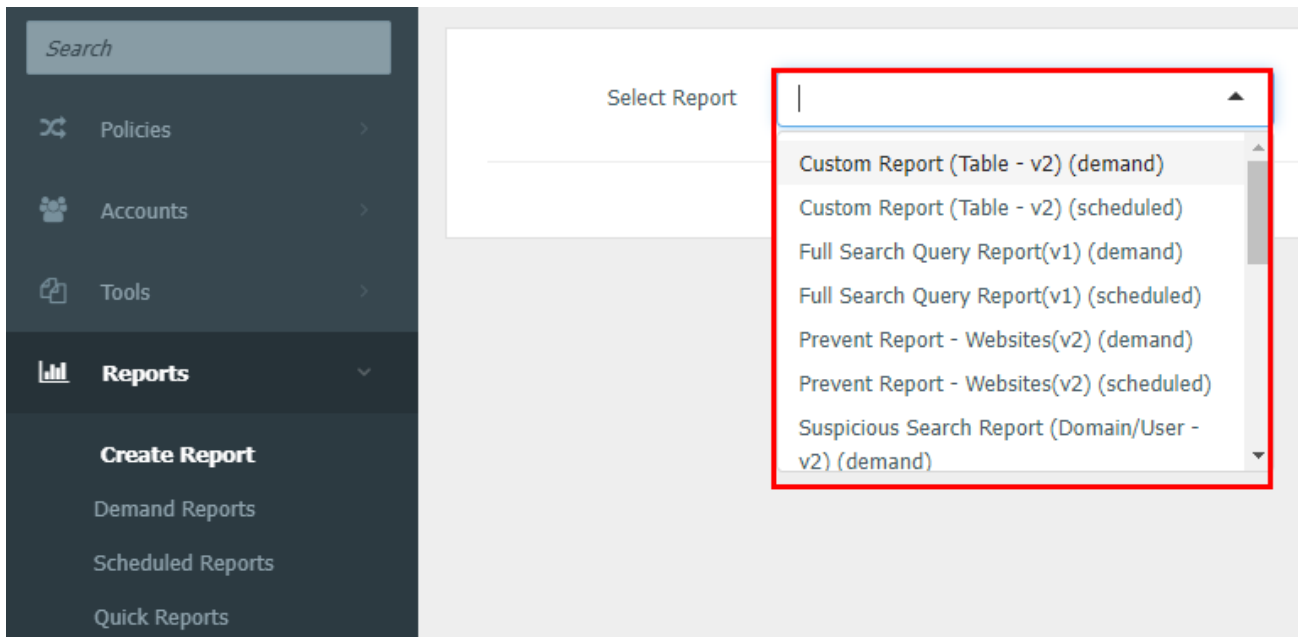 Search
Policies
Accounts
Tools
Reports
Create Report
Demand Reports
Scheduled Reports
Quick Reports
Select Report
Custom Report (Table - v2) (demand)
Custom Report (Table - v2) (scheduled)
Full Search Query Report(v1) (demand)
Full Search Query Report(v1) (scheduled)
Prevent Report - Websites(v2) (demand)
Prevent Report - Websites(v2) (scheduled)
Suspicious Search Report (Domain/User -
v2) (demand)